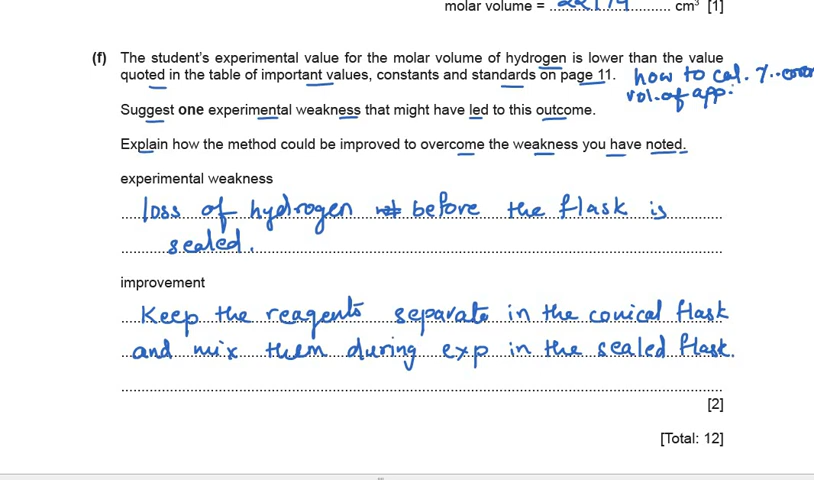 molar volume = .................... cm³ [1]
(f) The student's experimental value for the molar volume of hydrogen is lower than the value
quoted in the table of important values, constants and standards on page 11.
how to cal. %
vol. of app.
Suggest one experimental weakness that might have led to this outcome.
Explain how the method could be improved to overcome the weakness you have noted.
experimental weakness
loss of hydrogen before the flask is
sealed.
improvement
Keep the reagents separate in the conical flask
and mix them during exp in the sealed flask.
[2]
[Total: 12]